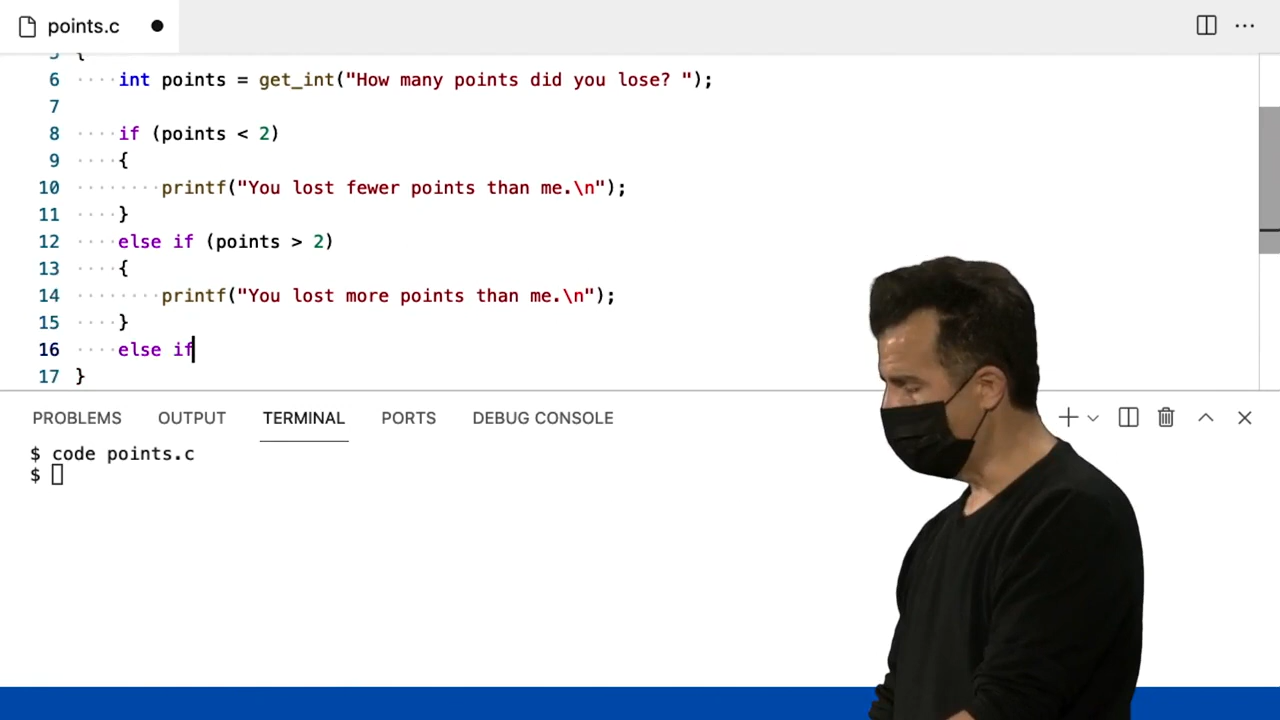 points.c
5 {
6 int points = get_int("How many points did you lose? ");
7
8 if (points < 2)
9 {
10 printf("You lost fewer points than me.\n");
11 }
12 else if (points > 2)
13 {
14 printf("You lost more points than me.\n");
15 }
16 else if
17 }
PROBLEMS OUTPUT TERMINAL PORTS DEBUG CONSOLE
$ code points.c
$